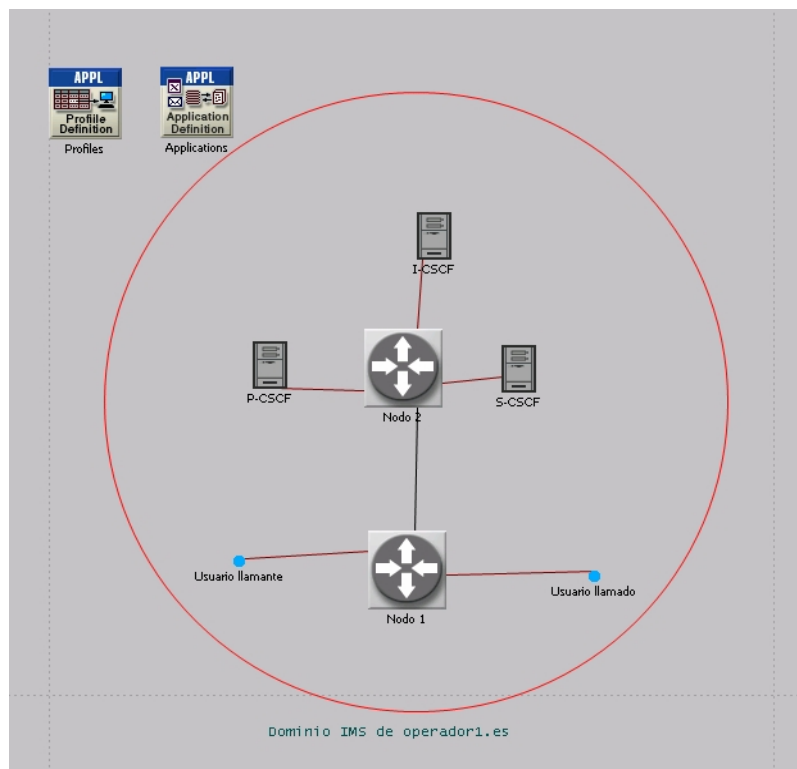 APPL
Profiile
Definition
Profiles
APPL
Application
Definition
Applications
I-CSCF
P-CSCF
S-CSCF
Nodo 2
Usuario llamante
Usuario llamado
Nodo 1
Dominio IMS de operador1.es